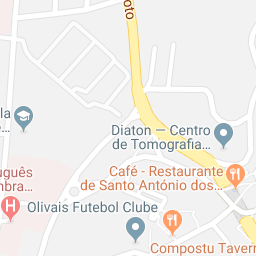 oto
la
Diaton — Centro
de Tomografia...
Café - Restaurante
de Santo António dos...
uguês
mbra...
H
Olivais Futebol Clube
Compostu Tavern